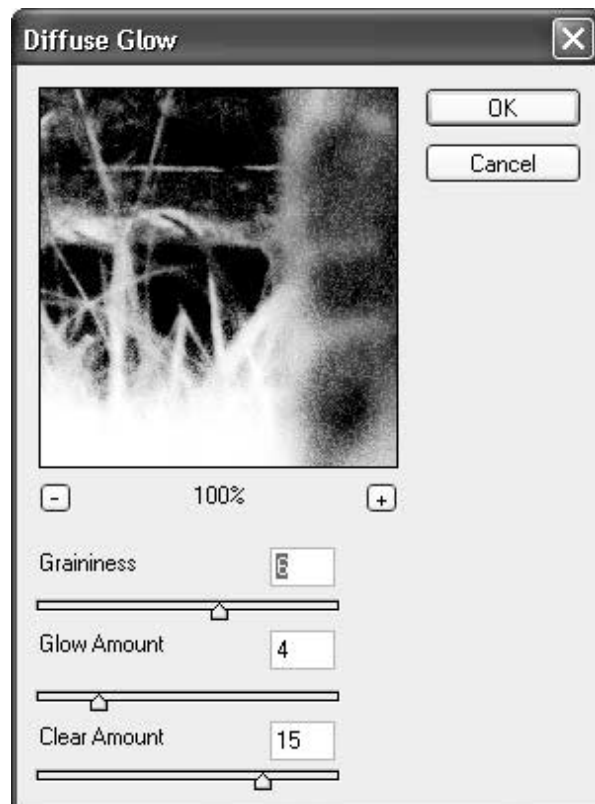 Diffuse Glow
OK
Cancel
- 100% +
Graininess 6
Glow Amount 4
Clear Amount 15